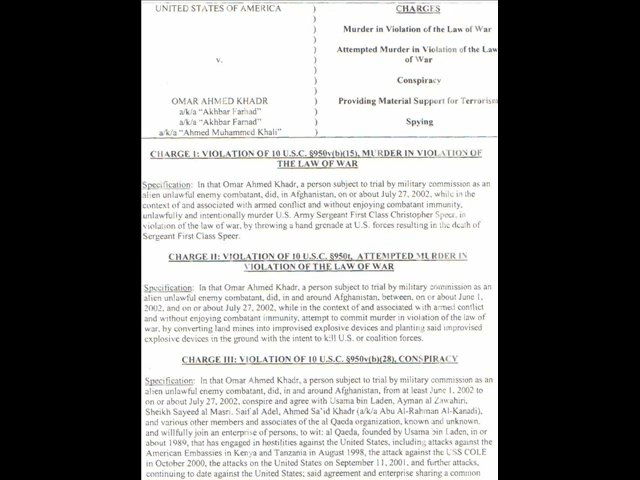 UNITED STATES OF AMERICA
v.
OMAR AHMED KHADR
a/k/a "Akhbar Farhad"
a/k/a "Akhbar Farnad"
a/k/a "Ahmed Muhammed Khali"
)
)
)
)
)
)
)
)
)
)
)
)
CHARGES
Murder in Violation of the Law of War
Attempted Murder in Violation of the Law
of War
Conspiracy
Providing Material Support for Terrorism
Spying
CHARGE I: VIOLATION OF 10 U.S.C. §950v(b)(15), MURDER IN VIOLATION OF
THE LAW OF WAR
Specification: In that Omar Ahmed Khadr, a person subject to trial by military commission as an
alien unlawful enemy combatant, did, in Afghanistan, on or about July 27, 2002, while in the
context of and associated with armed conflict and without enjoying combatant immunity,
unlawfully and intentionally murder U.S. Army Sergeant First Class Christopher Speer, in
violation of the law of war, by throwing a hand grenade at U.S. forces resulting in the death of
Sergeant First Class Speer.
CHARGE II: VIOLATION OF 10 U.S.C. §950t, ATTEMPTED MURDER IN
VIOLATION OF THE LAW OF WAR
Specification: In that Omar Ahmed Khadr, a person subject to trial by military commission as an
alien unlawful enemy combatant, did, in and around Afghanistan, between, on or about June 1,
2002, and on or about July 27, 2002, while in the context of and associated with armed conflict
and without enjoying combatant immunity, attempt to commit murder in violation of the law of
war, by converting land mines into improvised explosive devices and planting said improvised
explosive devices in the ground with the intent to kill U.S. or coalition forces.
CHARGE III: VIOLATION OF 10 U.S.C. §950v(b)(28), CONSPIRACY
Specification: In that Omar Ahmed Khadr, a person subject to trial by military commission as an
alien unlawful enemy combatant, did, in and around Afghanistan, from at least June 1, 2002 to
on or about July 27, 2002, conspire and agree with Usama bin Laden, Ayman al Zawahiri,
Sheikh Sayeed al Masri, Saif al Adel, Ahmed Sa'id Khadr (a/k/a Abu Al-Rahman Al-Kanadi),
and various other members and associates of the al Qaeda organization, known and unknown,
and willfully join an enterprise of persons, to wit: al Qaeda, founded by Usama bin Laden, in or
about 1989, that has engaged in hostilities against the United States, including attacks against the
American Embassies in Kenya and Tanzania in August 1998, the attack against the USS COLE
in October 2000, the attacks on the United States on September 11, 2001, and further attacks,
continuing to date against the United States; said agreement and enterprise sharing a common